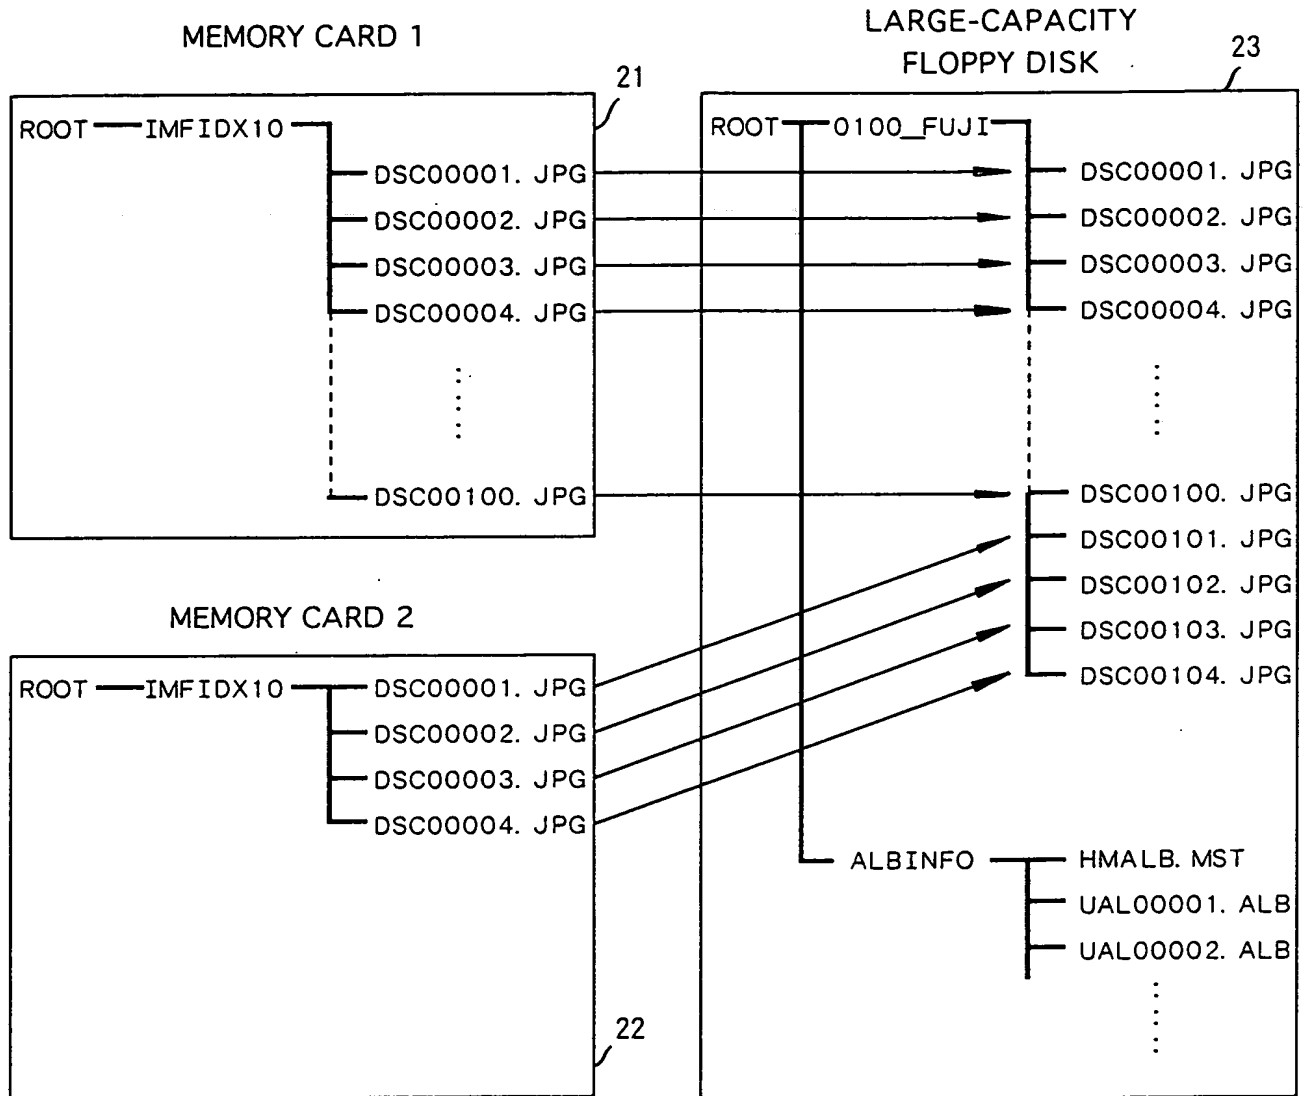 MEMORY CARD 1
21
ROOT IMFIDX10
DSC00001. JPG
DSC00002. JPG
DSC00003. JPG
DSC00004. JPG
DSC00100. JPG
MEMORY CARD 2
ROOT IMFIDX10 DSC00001. JPG
DSC00002. JPG
DSC00003. JPG
DSC00004. JPG
22
LARGE-CAPACITY
FLOPPY DISK
23
ROOT 0100_FUJI
DSC00001. JPG
DSC00002. JPG
DSC00003. JPG
DSC00004. JPG
DSC00100. JPG
DSC00101. JPG
DSC00102. JPG
DSC00103. JPG
DSC00104. JPG
ALBINFO HMALB. MST
UAL00001. ALB
UAL00002. ALB